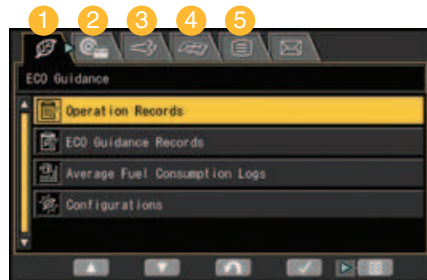 1 2 3 4 5
ECO Guidance
Operation Records
ECO Guidance Records
Average Fuel Consumption Logs
Configurations